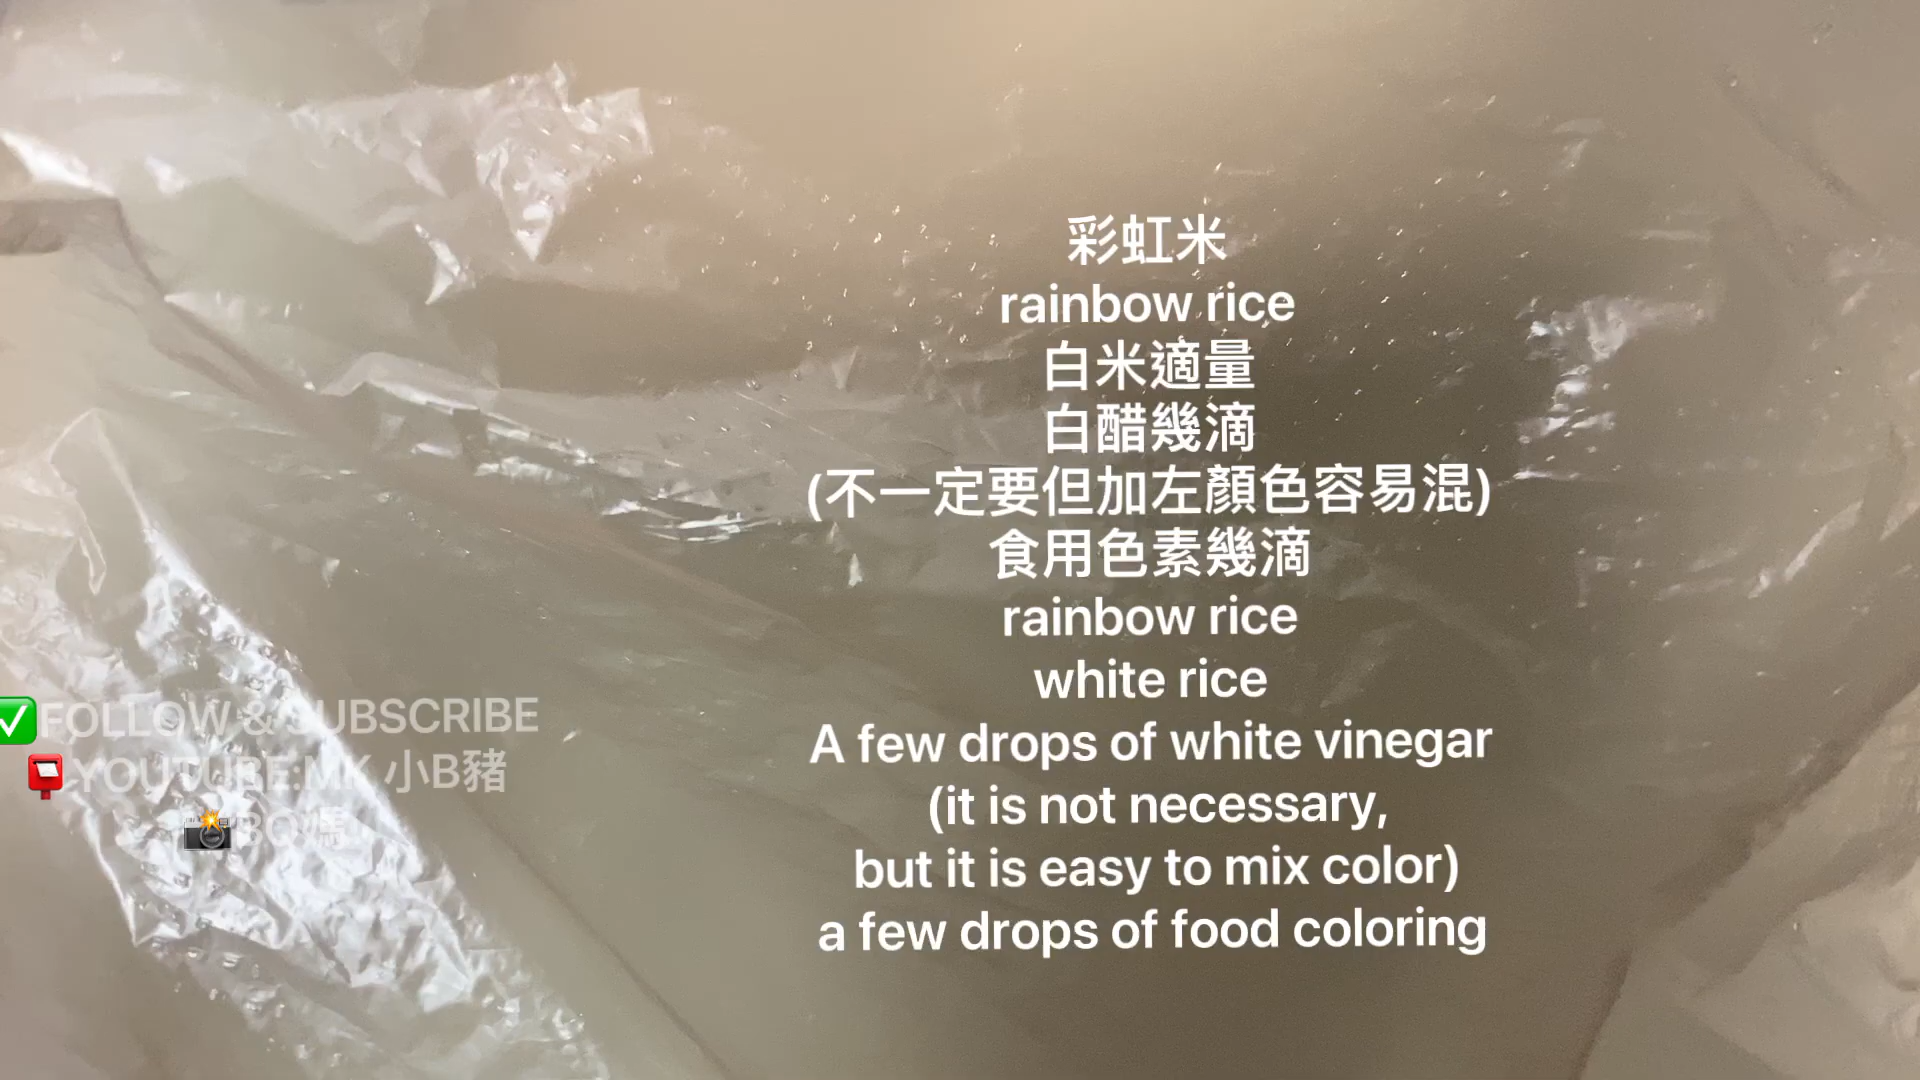 彩虹米
rainbow rice
白米適量
白醋幾滴
(不一定要但加左顏色容易混)
食用色素幾滴
rainbow rice
white rice
A few drops of white vinegar
(it is not necessary,
but it is easy to mix color)
a few drops of food coloring
✅FOLLOW & SUBSCRIBE
📮YOUTUBE:MK 小B豬